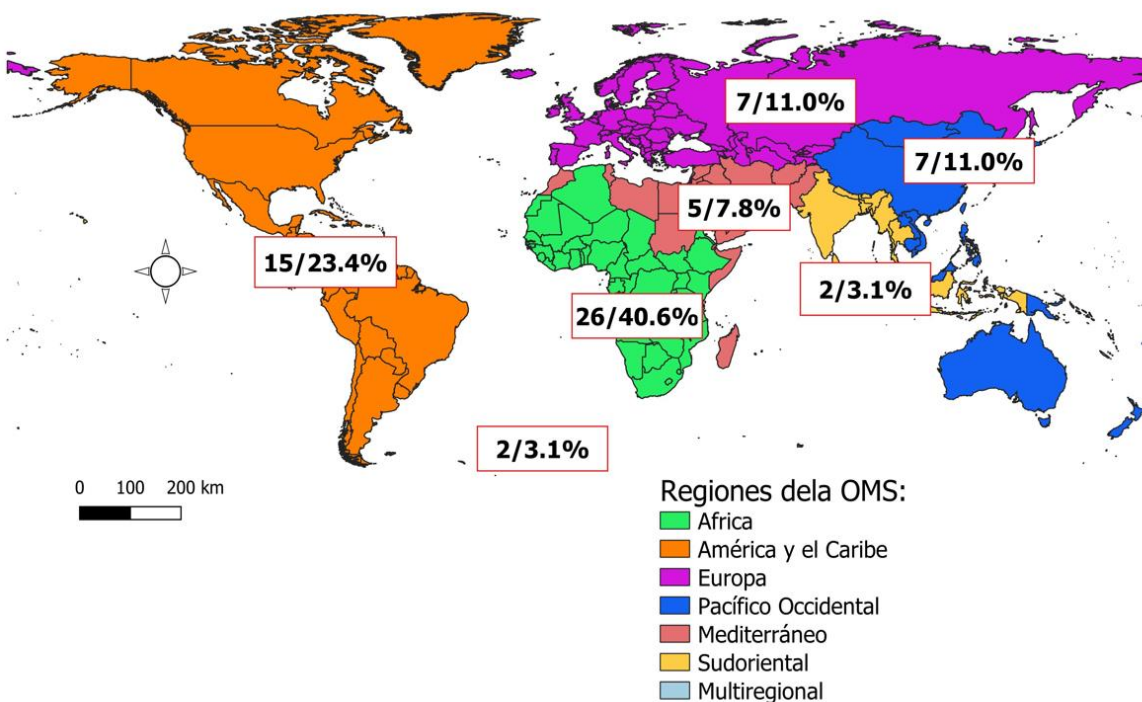 7/11.0%
7/11.0%
5/7.8%
15/23.4%
2/3.1%
26/40.6%
2/3.1%
0 100 200 km
Regiones dela OMS:
Africa
América y el Caribe
Europa
Pacífico Occidental
Mediterráneo
Sudoriental
Multiregional